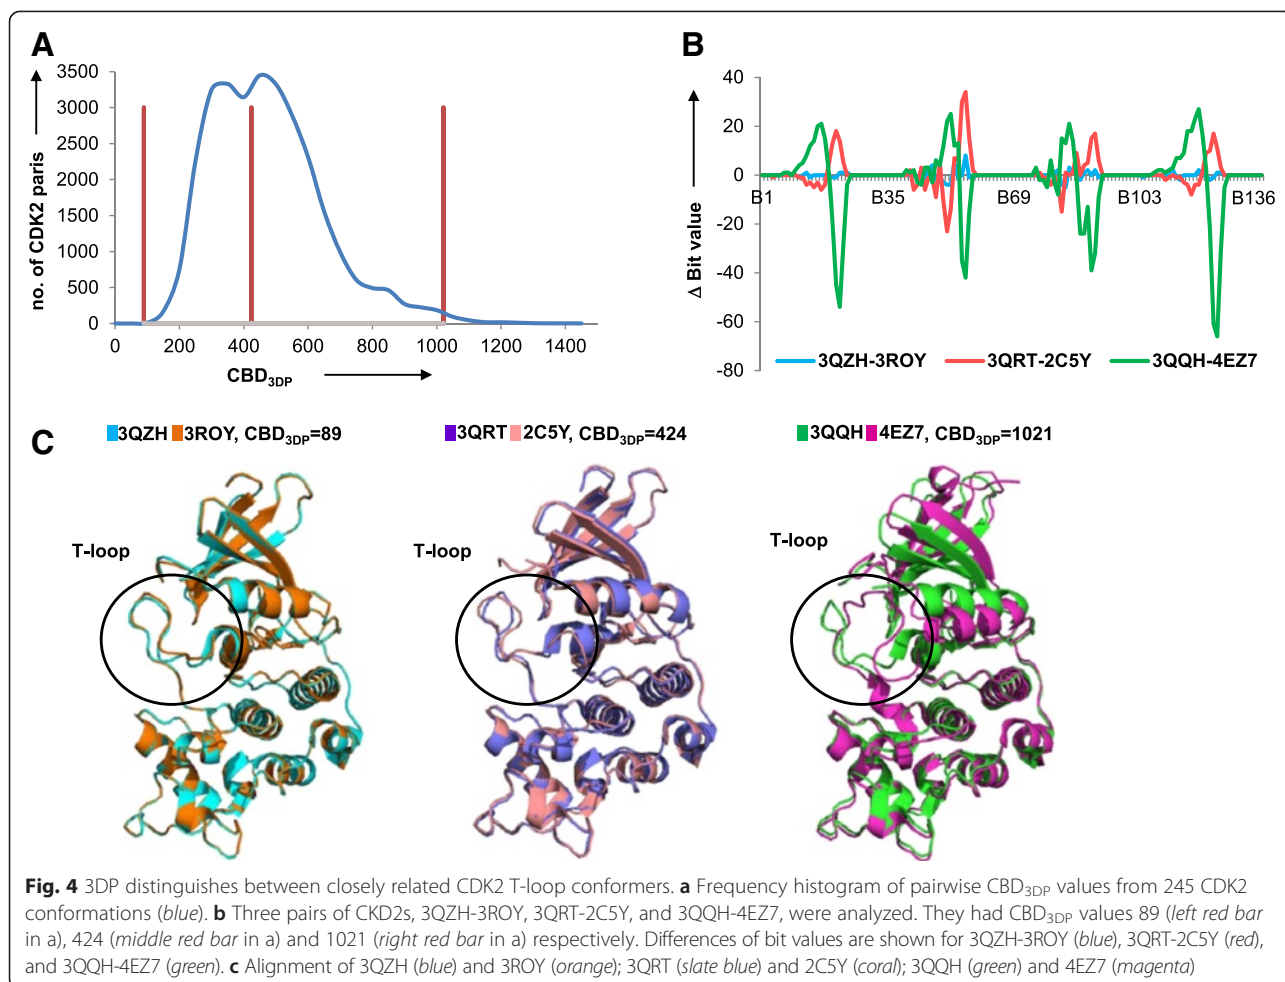 A
3500
3000
2500
2000
1500
1000
500
0
no. of CDK2 paris
0 200 400 600 800 1000 1200 1400
CBD3DP
B
40
20
0
-20
-40
-60
-80
Δ Bit value
B1 B35 B69 B103 B136
3QZH-3ROY 3QRT-2C5Y 3QQH-4EZ7
C
3QZH 3ROY, CBD3DP=89
3QRT 2C5Y, CBD3DP=424
3QQH 4EZ7, CBD3DP=1021
T-loop
T-loop
T-loop
Fig. 4 3DP distinguishes between closely related CDK2 T-loop conformers. a Frequency histogram of pairwise CBD3DP values from 245 CDK2
conformations (blue). b Three pairs of CKD2s, 3QZH-3ROY, 3QRT-2C5Y, and 3QQH-4EZ7, were analyzed. They had CBD3DP values 89 (left red bar
in a), 424 (middle red bar in a) and 1021 (right red bar in a) respectively. Differences of bit values are shown for 3QZH-3ROY (blue), 3QRT-2C5Y (red),
and 3QQH-4EZ7 (green). c Alignment of 3QZH (blue) and 3ROY (orange); 3QRT (slate blue) and 2C5Y (coral); 3QQH (green) and 4EZ7 (magenta)